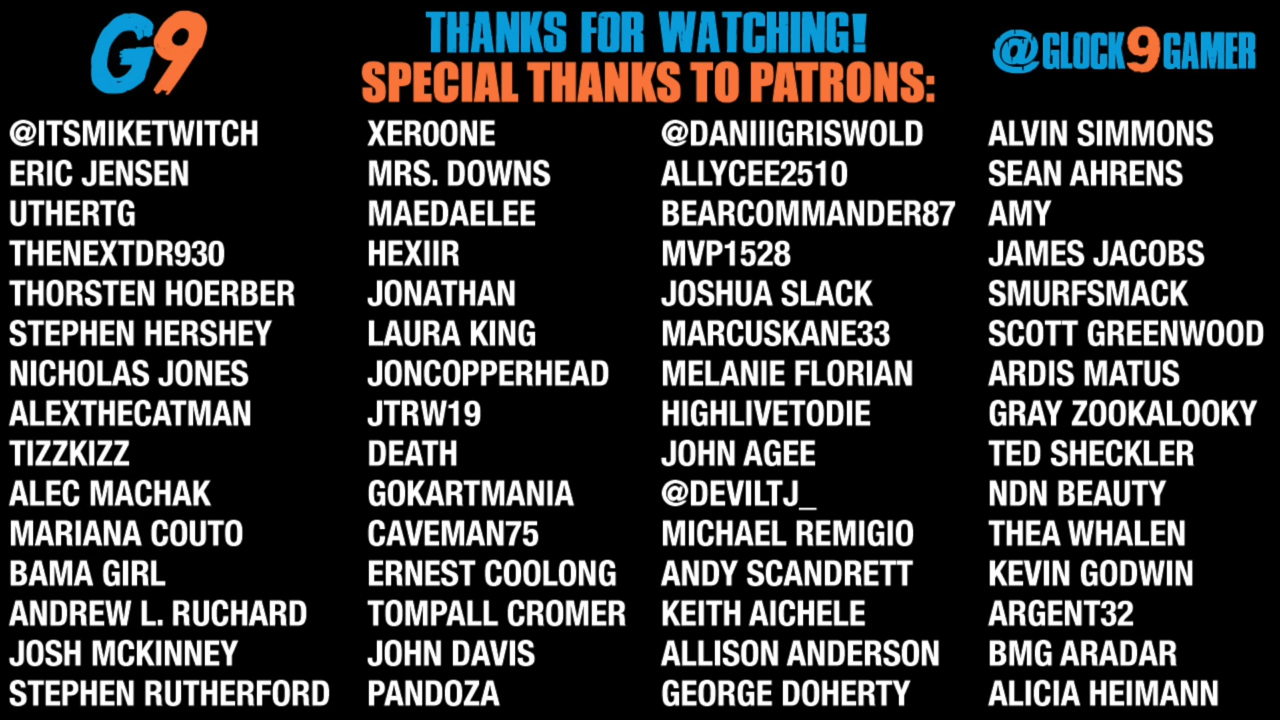 G9
THANKS FOR WATCHING!
SPECIAL THANKS TO PATRONS:
@GLOCK9GAMER
@ITSMIKETWITCH
ERIC JENSEN
UTHERTG
THENEXTDR930
THORSTEN HOERBER
STEPHEN HERSHEY
NICHOLAS JONES
ALEXTHECATMAN
TIZZKIZZ
ALEC MACHAK
MARIANA COUTO
BAMA GIRL
ANDREW L. RUCHARD
JOSH MCKINNEY
STEPHEN RUTHERFORD
XER0ONE
MRS. DOWNS
MAEDAELEE
HEXIIR
JONATHAN
LAURA KING
JONCOPPERHEAD
JTRW19
DEATH
GOKARTMANIA
CAVEMAN75
ERNEST COOLONG
TOMPALL CROMER
JOHN DAVIS
PANDOZA
@DANIIIGRISWOLD
ALLYCEE2510
BEARCOMMANDER87
MVP1528
JOSHUA SLACK
MARCUSKANE33
MELANIE FLORIAN
HIGHLIVETODIE
JOHN AGEE
@DEVILTJ_
MICHAEL REMIGIO
ANDY SCANDRETT
KEITH AICHELE
ALLISON ANDERSON
GEORGE DOHERTY
ALVIN SIMMONS
SEAN AHRENS
AMY
JAMES JACOBS
SMURFSMACK
SCOTT GREENWOOD
ARDIS MATUS
GRAY ZOOKALOOKY
TED SHECKLER
NDN BEAUTY
THEA WHALEN
KEVIN GODWIN
ARGENT32
BMG ARADAR
ALICIA HEIMANN